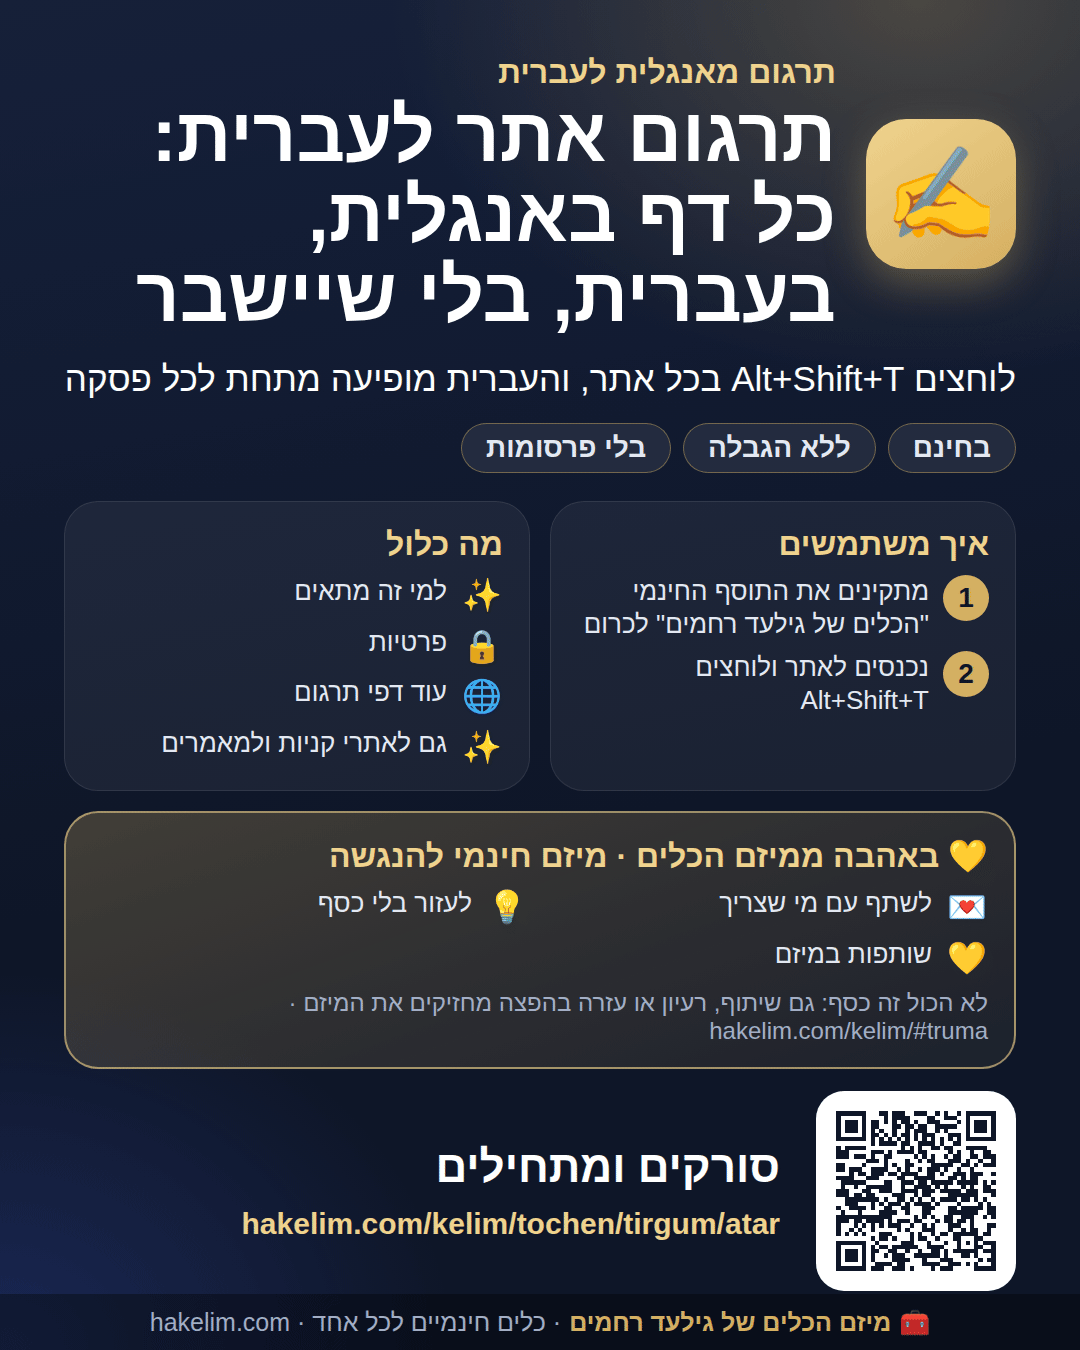 תרגום מאנגלית לעברית
תרגום אתר לעברית:
כל דף באנגלית,
בעברית, בלי שיישבר
לוחצים Alt+Shift+T בכל אתר, והעברית מופיעה מתחת לכל פסקה
בחינם
ללא הגבלה
בלי פרסומות
איך משתמשים
1
מתקינים את התוסף החינמי
"הכלים של גילעד רחמים" לכרום
2
נכנסים לאתר ולוחצים
Alt+Shift+T
מה כלול
למי זה מתאים
פרטיות
עוד דפי תרגום
גם לאתרי קניות ולמאמרים
באהבה ממיזם הכלים · מיזם חינמי להנגשה
לשתף עם מי שצריך
לעזור בלי כסף
שותפות במיזם
לא הכול זה כסף: גם שיתוף, רעיון או עזרה בהפצה מחזיקים את המיזם ·
hakelim.com/kelim/#truma
סורקים ומתחילים
hakelim.com/kelim/tochen/tirgum/atar
מיזם הכלים של גילעד רחמים · כלים חינמיים לכל אחד · hakelim.com